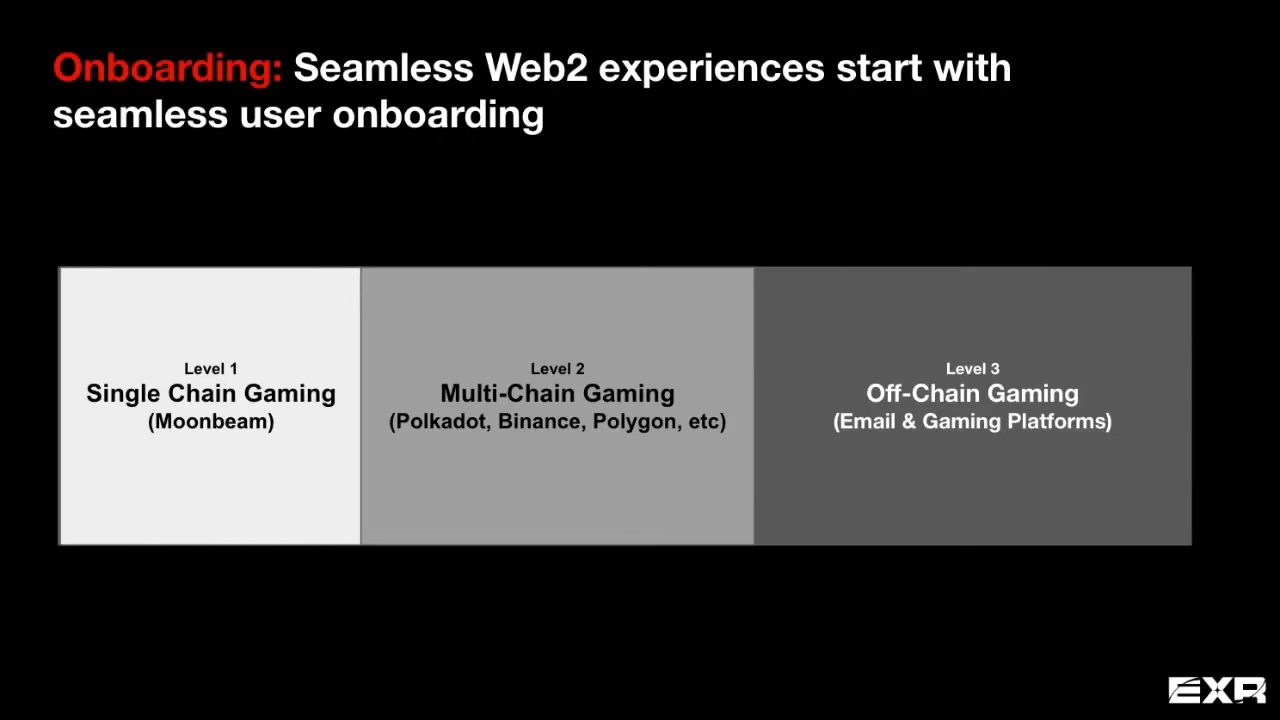 Onboarding: Seamless Web2 experiences start with
seamless user onboarding
Level 1
Single Chain Gaming
(Moonbeam)
Level 2
Multi-Chain Gaming
(Polkadot, Binance, Polygon, etc)
Level 3
Off-Chain Gaming
(Email & Gaming Platforms)
EXR